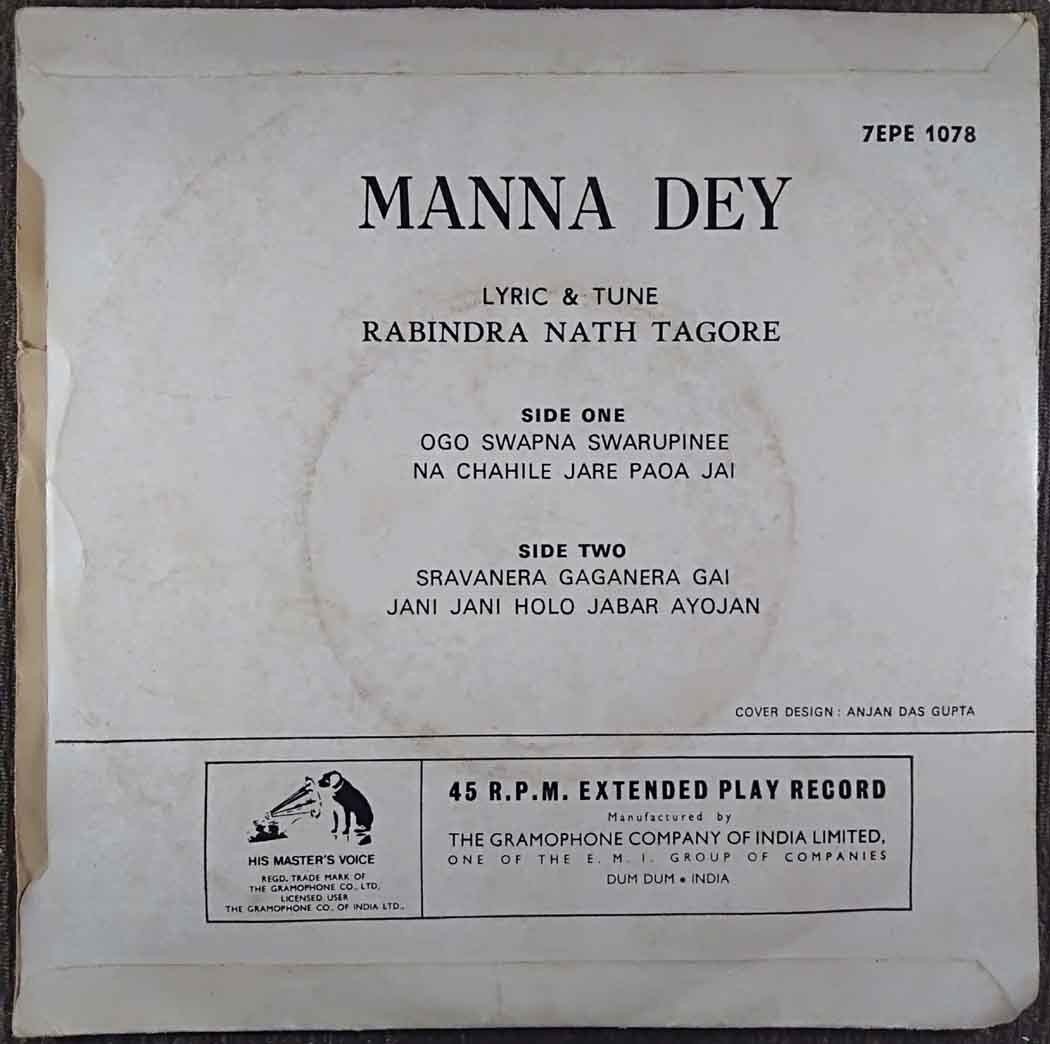 7EPE 1078
MANNA DEY
LYRIC & TUNE
RABINDRA NATH TAGORE
SIDE ONE
OGO SWAPNA SWARUPINEE
NA CHAHILE JARE PAOA JAI
SIDE TWO
SRAVANERA GAGANERA GAI
JANI JANI HOLO JABAR AYOJAN
COVER DESIGN : ANJAN DAS GUPTA
HIS MASTER'S VOICE
REGD. TRADE MARK OF
THE GRAMOPHONE CO., LTD,
LICENSED USER
THE GRAMOPHONE CO., OF INDIA LTD.,
45 R.P.M. EXTENDED PLAY RECORD
Manufactured by
THE GRAMOPHONE COMPANY OF INDIA LIMITED,
ONE OF THE E. M. I. GROUP OF COMPANIES
DUM DUM • INDIA